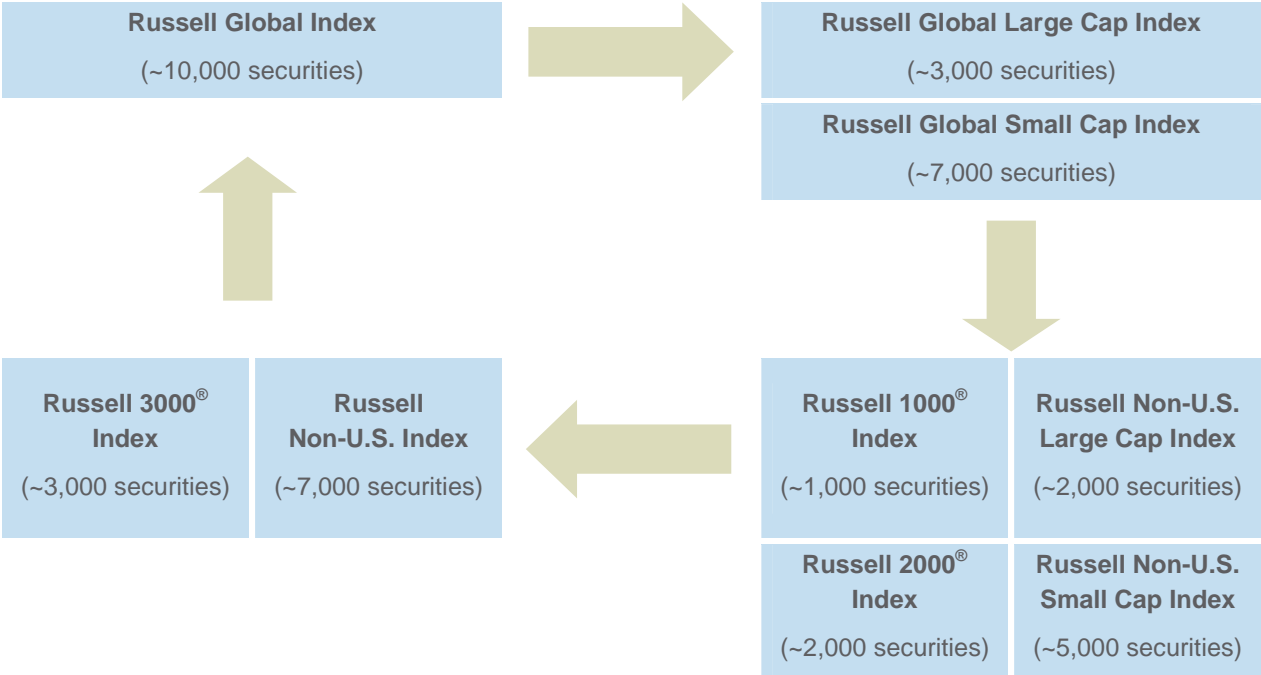 Russell Global Index
(~10,000 securities)
Russell Global Large Cap Index
(~3,000 securities)
Russell Global Small Cap Index
(~7,000 securities)
Russell 3000®
Index
(~3,000 securities)
Russell
Non-U.S. Index
(~7,000 securities)
Russell 1000®
Index
(~1,000 securities)
Russell Non-U.S.
Large Cap Index
(~2,000 securities)
Russell 2000®
Index
(~2,000 securities)
Russell Non-U.S.
Small Cap Index
(~5,000 securities)